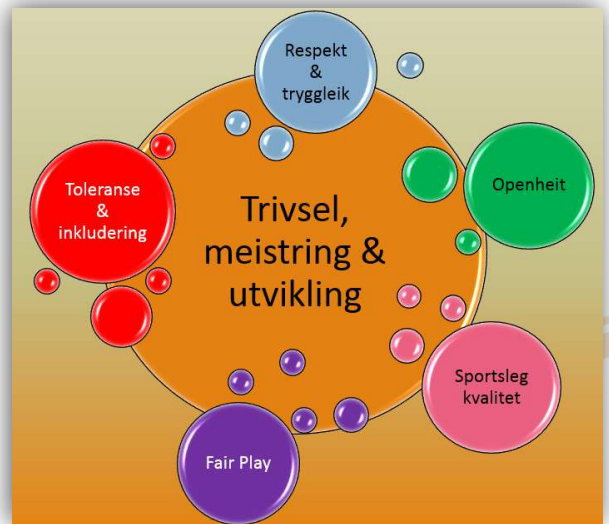 Respekt
&
tryggleik
Toleranse
&
inkludering
Openheit
Trivsel,
meistring &
utvikling
Sportsleg
kvalitet
Fair Play